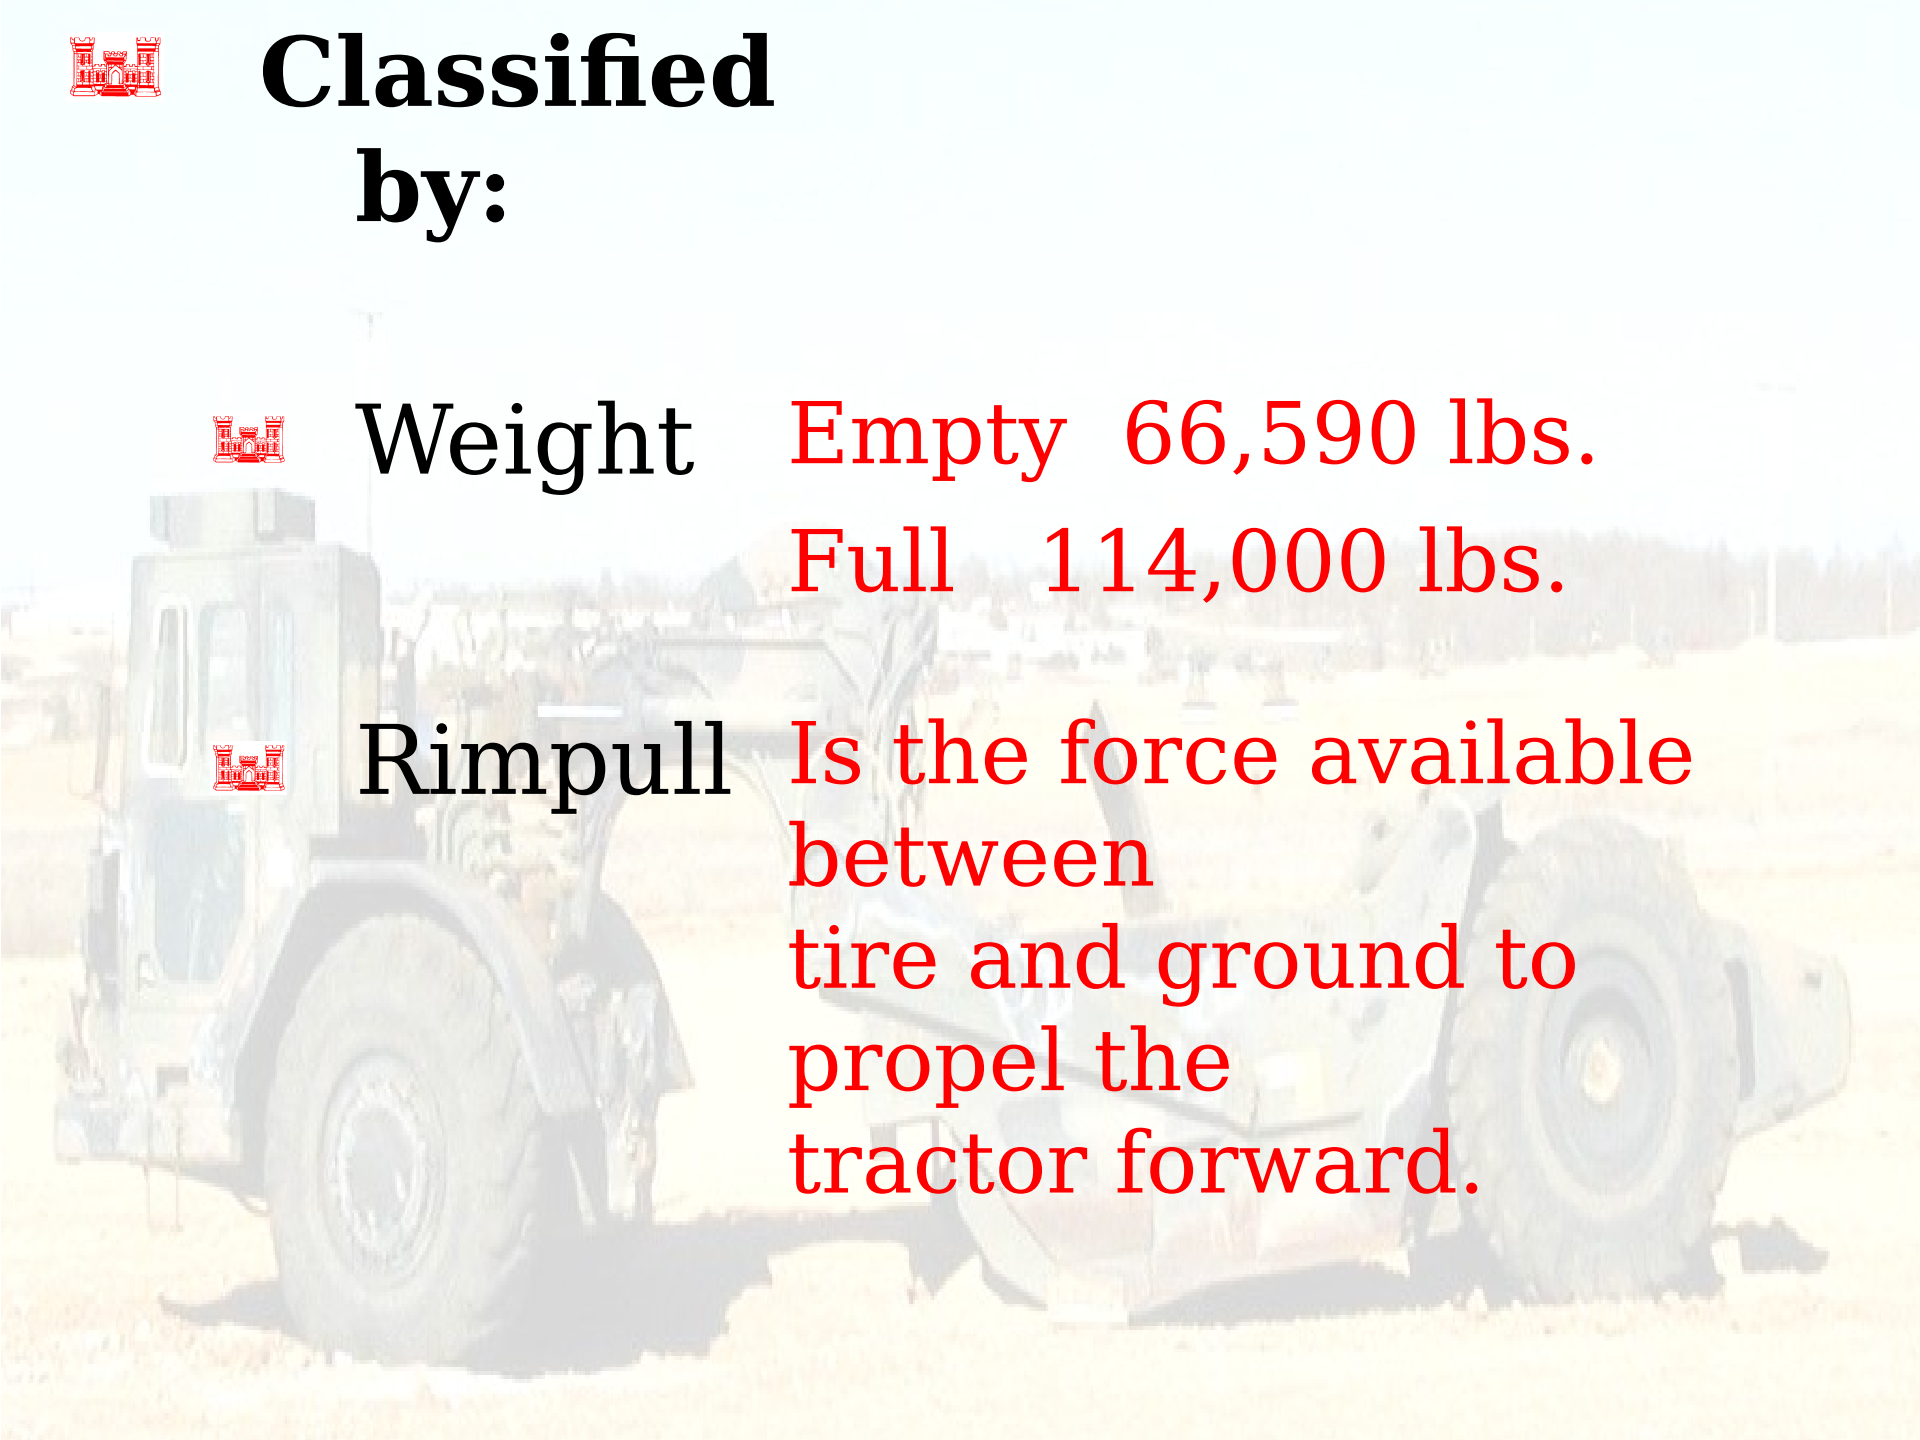 Classified
by:
Weight
Empty 66,590 lbs.
Full 114,000 lbs.
Rimpull
Is the force available
between
tire and ground to
propel the
tractor forward.